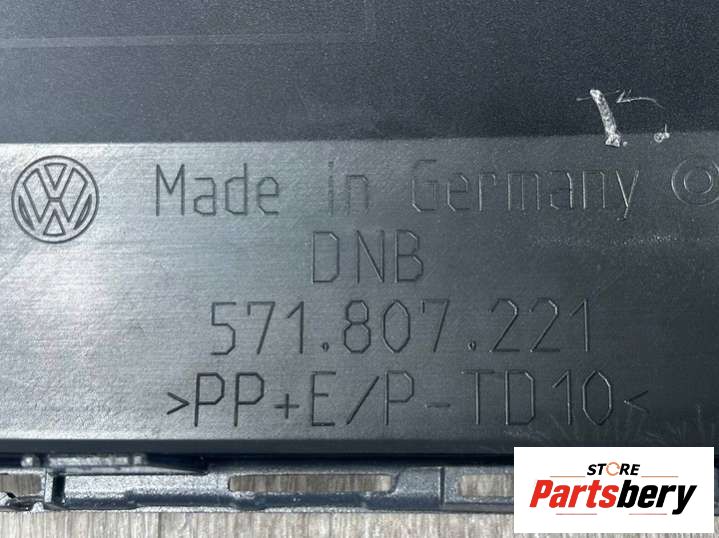 Made in Germany
DNB
571.807.221
>PP+E/P-TD10<
STORE
Partsbery